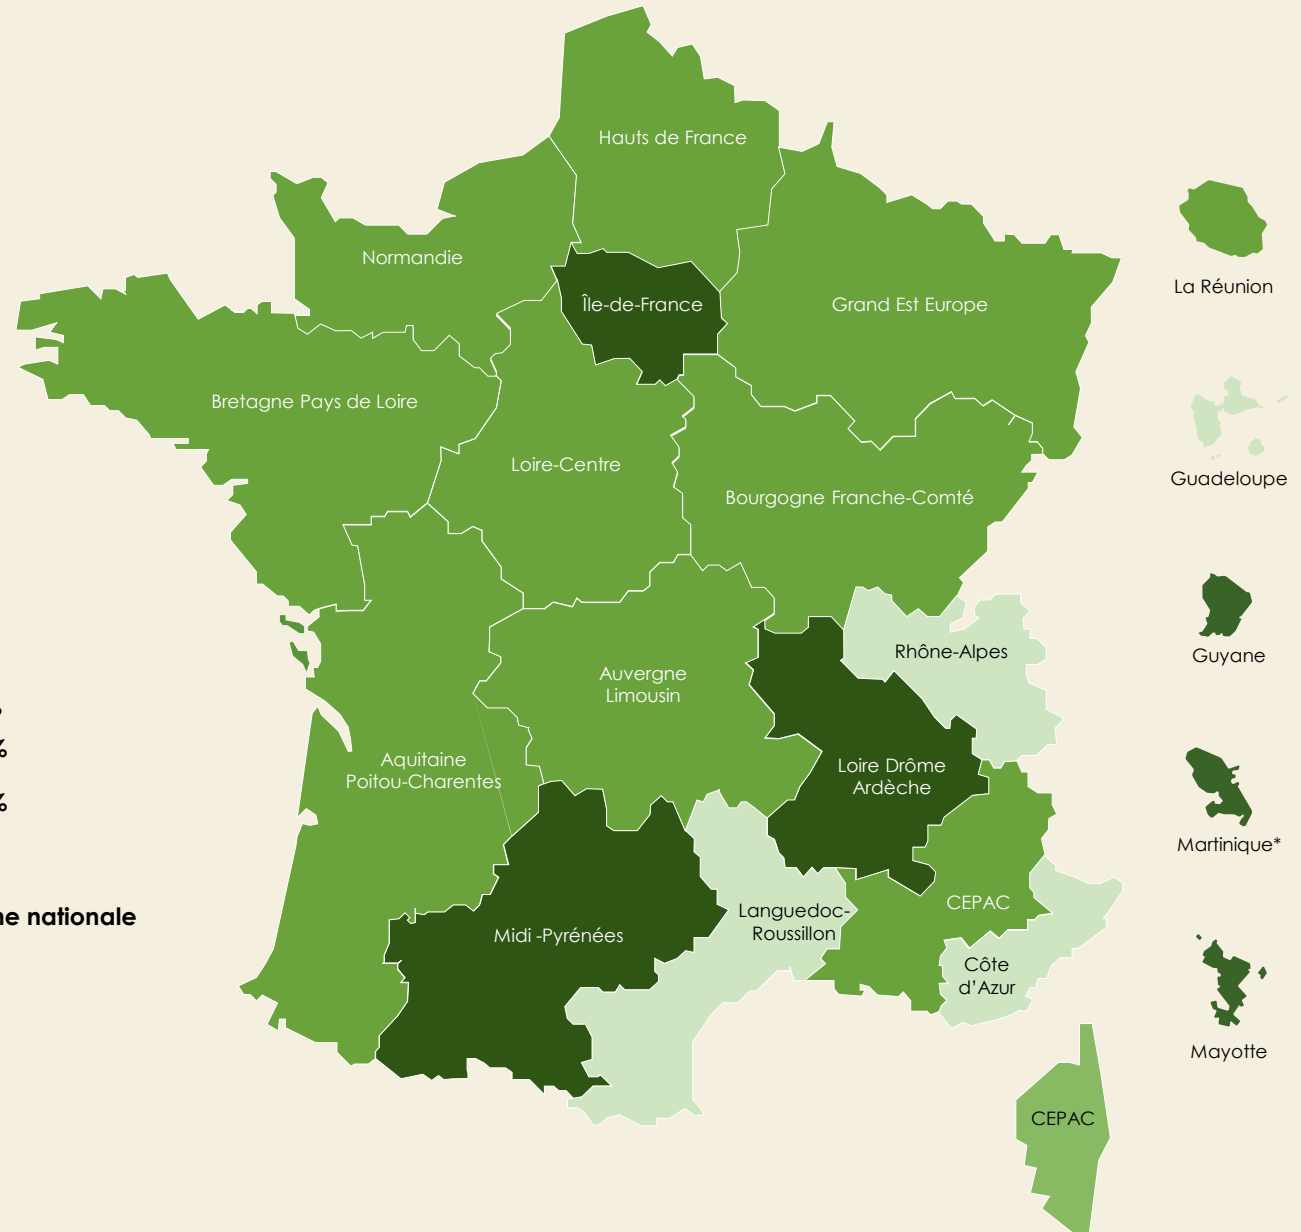 Hauts de France
Normandie
Île-de-France
Grand Est Europe
La Réunion
Bretagne Pays de Loire
Loire-Centre
Bourgogne Franche-Comté
Guadeloupe
Rhône-Alpes
Guyane
Auvergne
Limousin
%
Aquitaine
Poitou-Charentes
Loire Drôme
Ardèche
%
Martinique*
ne nationale
Midi -Pyrénées
Languedoc-
Roussillon
CEPAC
Côte
d’Azur
Mayotte
CEPAC